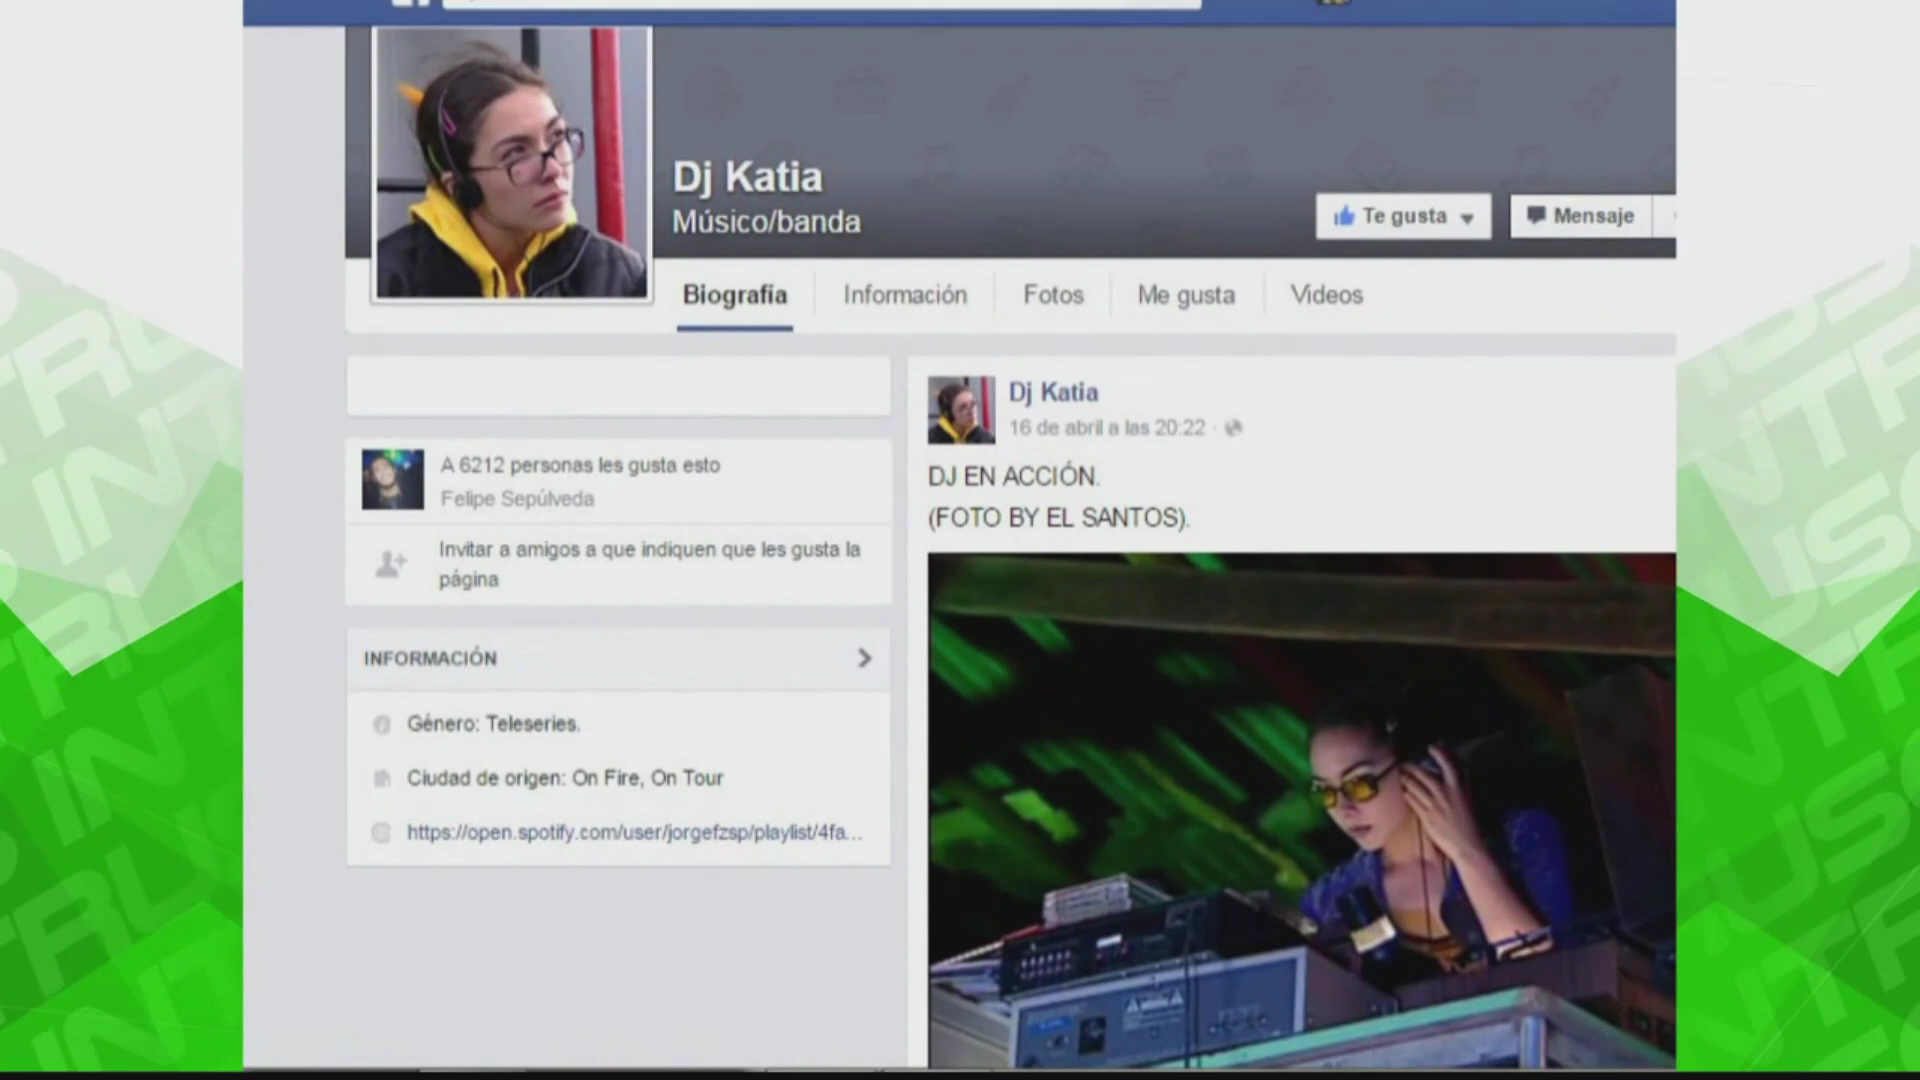 Dj Katia
Músico/banda
Te gusta
Mensaje
Biografía
Información
Fotos
Me gusta
Videos
A 6212 personas les gusta esto
Felipe Sepúlveda
Invitar a amigos a que indiquen que les gusta la
página
INFORMACIÓN
Género: Teleseries.
Ciudad de origen: On Fire, On Tour
https://open.spotify.com/user/jorgefzsp/playlist/4fa...
Dj Katia
16 de abril a las 20:22
DJ EN ACCIÓN.
(FOTO BY EL SANTOS).